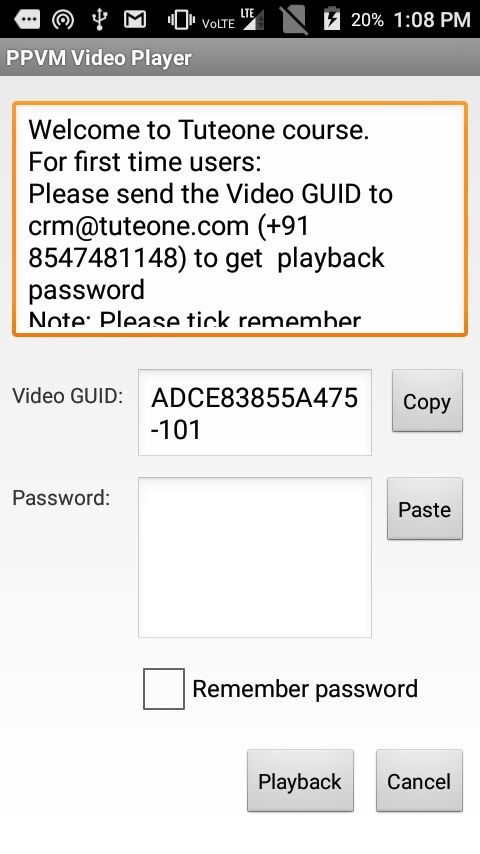 VoLTE LTE 20% 1:08 PM
PPVM Video Player
Welcome to Tuteone course.
For first time users:
Please send the Video GUID to
crm@tuteone.com (+91
8547481148) to get  playback
password
Note: Please tick remember
Video GUID:
ADCE83855A475
-101
Copy
Password:
Paste
Remember password
Playback
Cancel